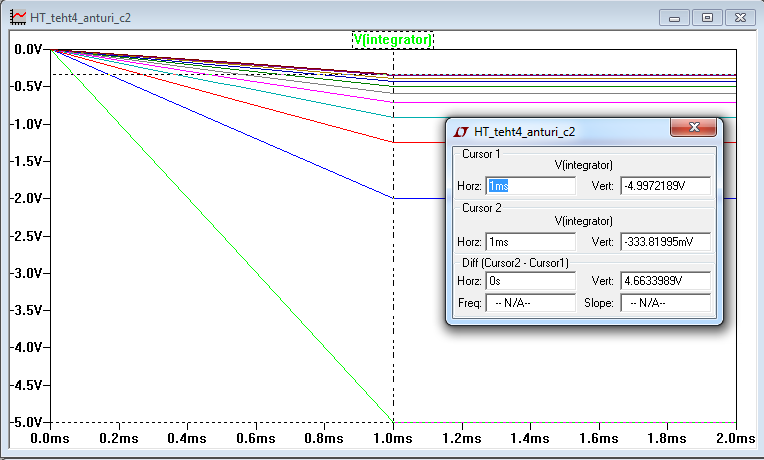 HT_teht4_anturi_c2
V(integrator)
0.0V
-0.5V
-1.0V
-1.5V
-2.0V
-2.5V
-3.0V
-3.5V
-4.0V
-4.5V
-5.0V
0.0ms 0.2ms 0.4ms 0.6ms 0.8ms 1.0ms 1.2ms 1.4ms 1.6ms 1.8ms 2.0ms
HT_teht4_anturi_c2
Cursor 1
V(integrator)
Horz: 1ms Vert: -4.9972189V
Cursor 2
V(integrator)
Horz: 1ms Vert: -333.81995mV
Diff (Cursor2 - Cursor1)
Horz: 0s Vert: 4.6633989V
Freq: -- N/A-- Slope: -- N/A--